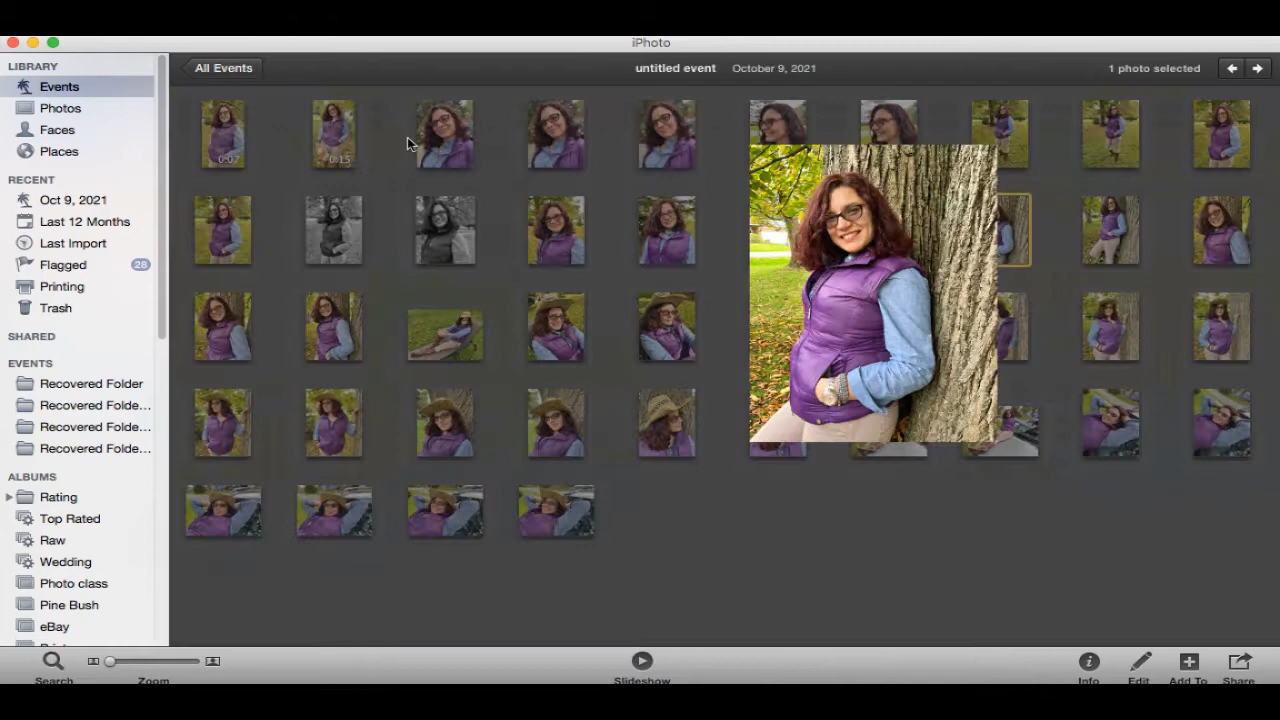 iPhoto
LIBRARY
Events
Photos
Faces
Places
RECENT
Oct 9, 2021
Last 12 Months
Last Import
Flagged 28
Printing
Trash
SHARED
EVENTS
Recovered Folder
Recovered Folde...
Recovered Folde...
Recovered Folde...
ALBUMS
Rating
Top Rated
Raw
Wedding
Photo class
Pine Bush
eBay
All Events
untitled event October 9, 2021
1 photo selected
0:07
0:15
Search
Zoom
Slideshow
Info
Edit
Add To
Share